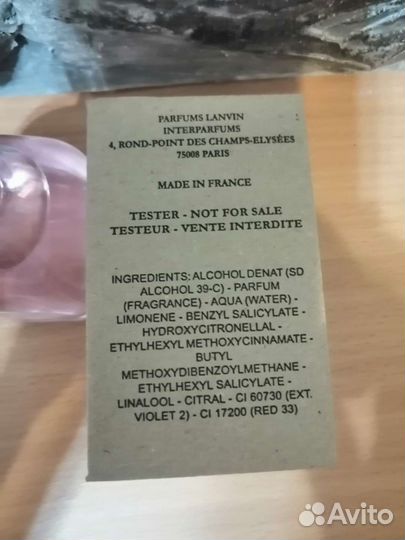 PARFUMS LANVIN
INTERPARFUMS
4, ROND-POINT DES CHAMPS-ELYSÉES
75008 PARIS
MADE IN FRANCE
TESTER - NOT FOR SALE
TESTEUR - VENTE INTERDITE
INGREDIENTS: ALCOHOL DENAT (SD
ALCOHOL 39-C) - PARFUM
(FRAGRANCE) - AQUA (WATER) -
LIMONENE - BENZYL SALICYLATE -
HYDROXYCITRONELLAL -
ETHYLHEXYL METHOXYCINNAMATE -
BUTYL
METHOXYDIBENZOYLMETHANE -
ETHYLHEXYL SALICYLATE -
LINALOOL - CITRAL - CI 60730 (EXT.
VIOLET 2) - CI 17200 (RED 33)
Avito